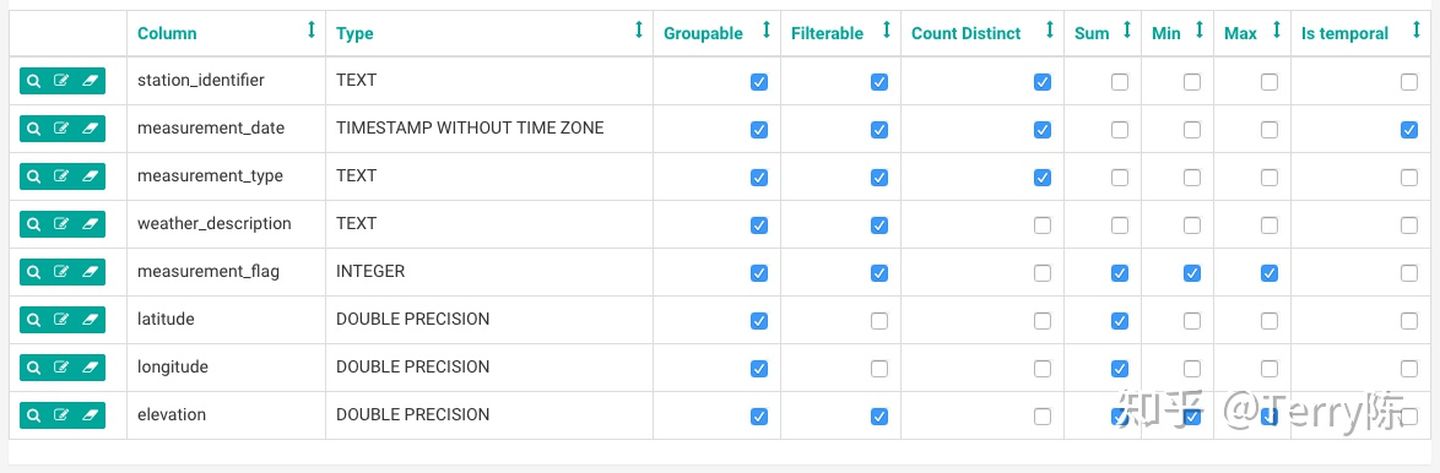 Column Type Groupable Filterable Count Distinct Sum Min Max Is temporal
station_identifier TEXT
measurement_date TIMESTAMP WITHOUT TIME ZONE
measurement_type TEXT
weather_description TEXT
measurement_flag INTEGER
latitude DOUBLE PRECISION
longitude DOUBLE PRECISION
elevation DOUBLE PRECISION
知乎 @Terry陈